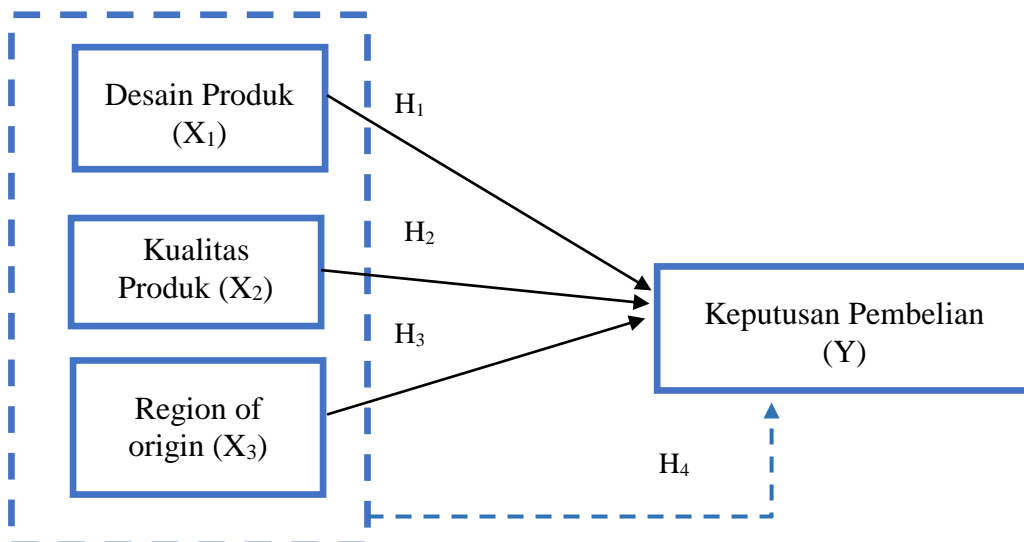 Desain Produk
(X₁)
H₁
Kualitas
Produk (X₂)
H₂
Region of
origin (X₃)
H₃
Keputusan Pembelian
(Y)
H₄